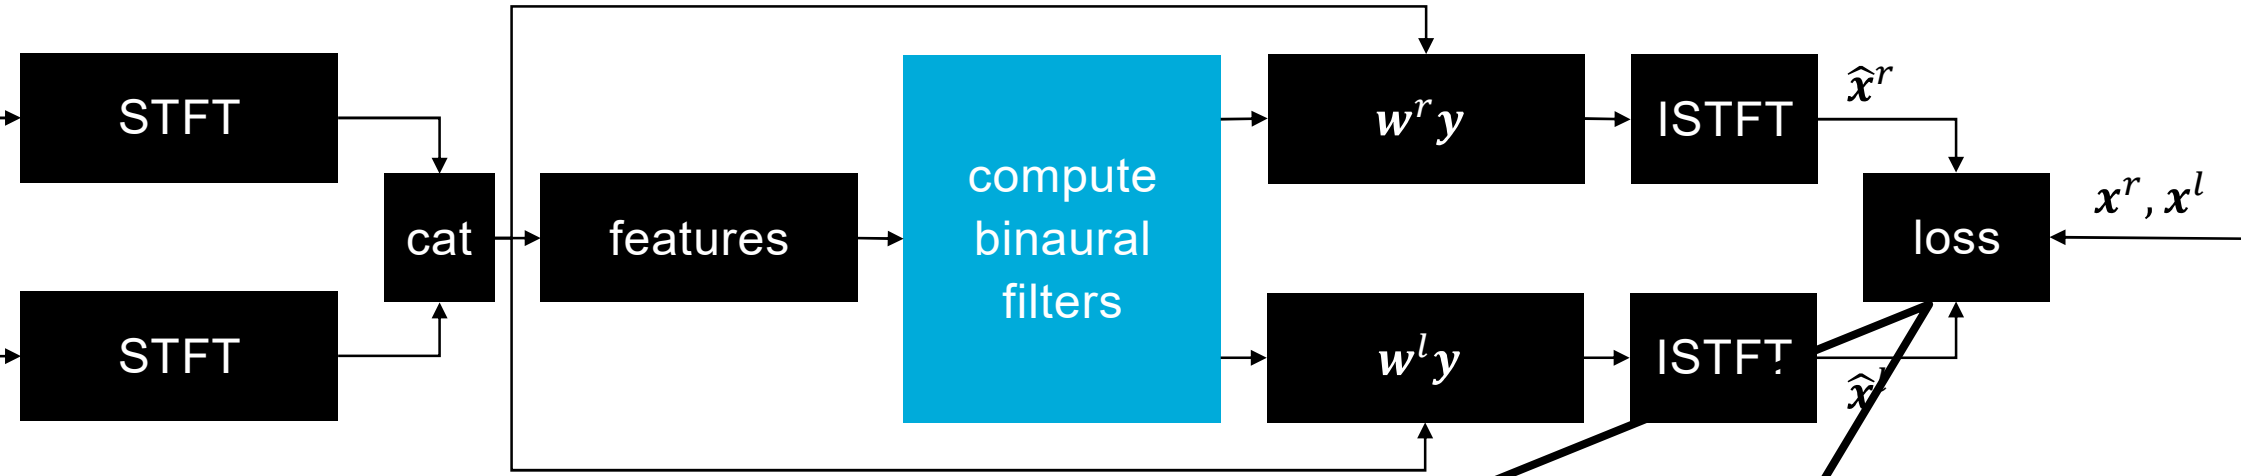 STFT
STFT
cat
features
compute
binaural
filters
𝒘^r 𝒚
𝒘^l 𝒚
ISTFT
ISTFT
x̂^r
x̂^l
loss
x^r, x^l